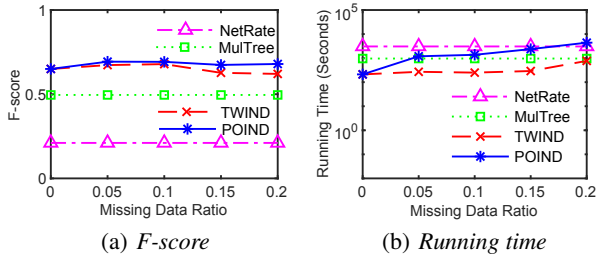 1
0.5
0
F-score
NetRate
MulTree
TWIND
POIND
0 0.05 0.1 0.15 0.2
Missing Data Ratio
(a) F-score
10^5
10^0
Running Time (Seconds)
NetRate
MulTree
TWIND
POIND
0 0.05 0.1 0.15 0.2
Missing Data Ratio
(b) Running time